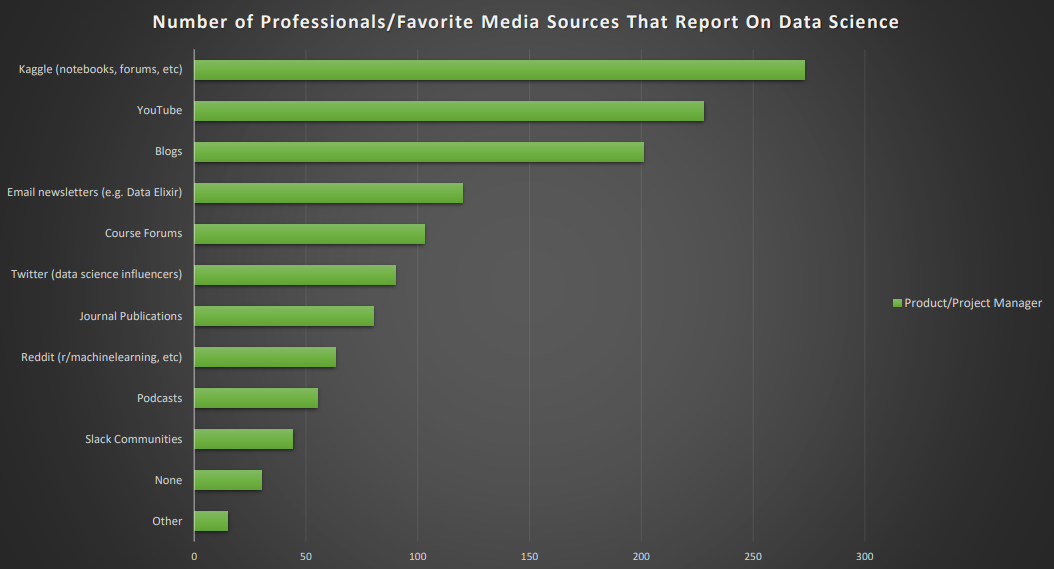 Number of Professionals/Favorite Media Sources That Report On Data Science
Kaggle (notebooks, forums, etc)
YouTube
Blogs
Email newsletters (e.g. Data Elixir)
Course Forums
Twitter (data science influencers)
Journal Publications
Reddit (r/machinelearning, etc)
Podcasts
Slack Communities
None
Other
0 50 100 150 200 250 300
Product/Project Manager